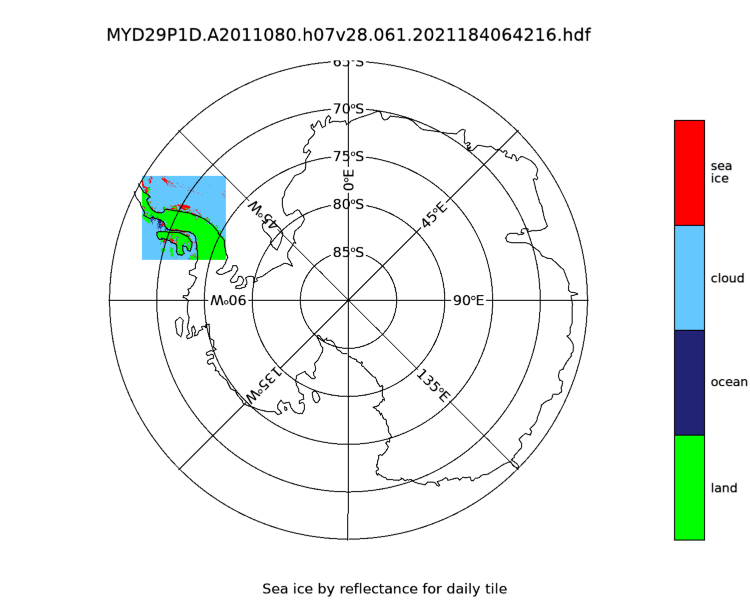 MYD29P1D.A2011080.h07v28.061.2021184064216.hdf
65°S
70°S
75°S
80°S
85°S
0°E
45°E
90°E
135°E
135°W
90°W
45°W
sea
ice
cloud
ocean
land
Sea ice by reflectance for daily tile